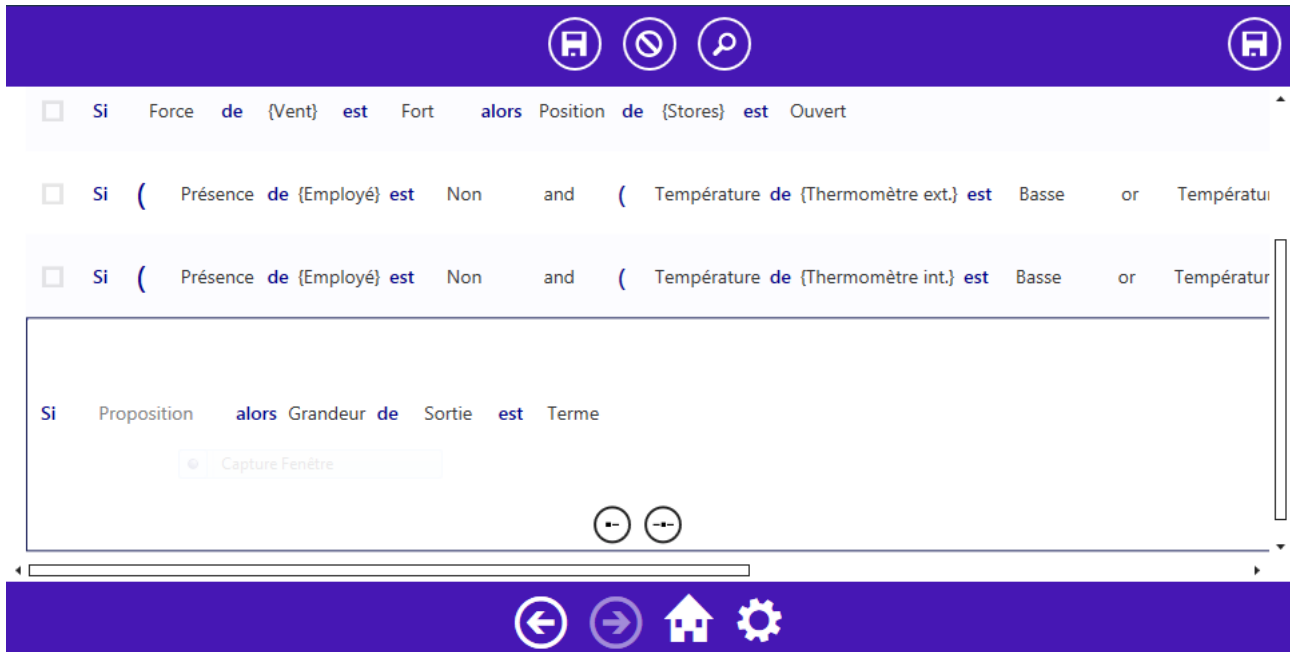 Si Force de {Vent} est Fort alors Position de {Stores} est Ouvert
Si ( Présence de {Employé} est Non and ( Température de {Thermomètre ext.} est Basse or Températu
Si ( Présence de {Employé} est Non and ( Température de {Thermomètre int.} est Basse or Températur
Si Proposition alors Grandeur de Sortie est Terme
Capture Fenêtre